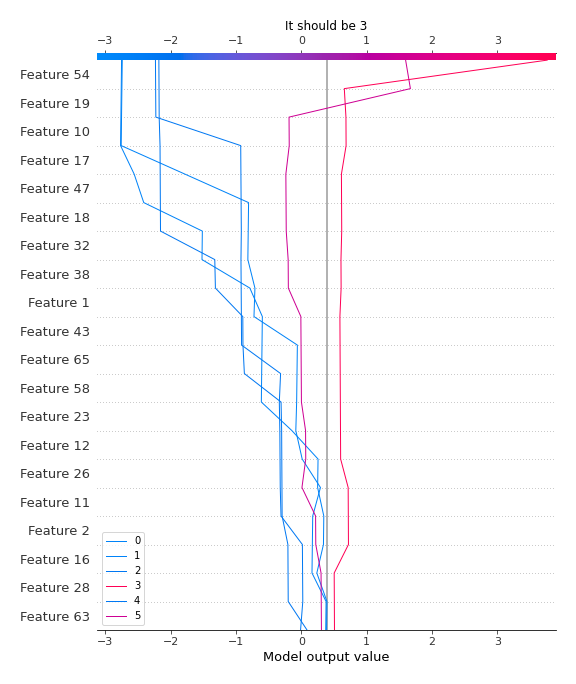 It should be 3
−3 −2 −1 0 1 2 3
Feature 54
Feature 19
Feature 10
Feature 17
Feature 47
Feature 18
Feature 32
Feature 38
Feature 1
Feature 43
Feature 65
Feature 58
Feature 23
Feature 12
Feature 26
Feature 11
Feature 2
Feature 16
Feature 28
Feature 63
0
1
2
3
4
5
−3 −2 −1 0 1 2 3
Model output value